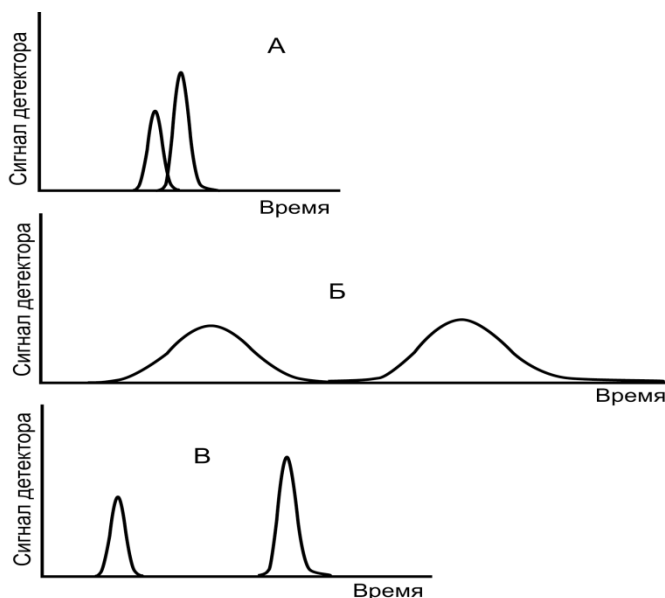 Сигнал детектора
А
Время
Сигнал детектора
Б
Время
Сигнал детектора
В
Время